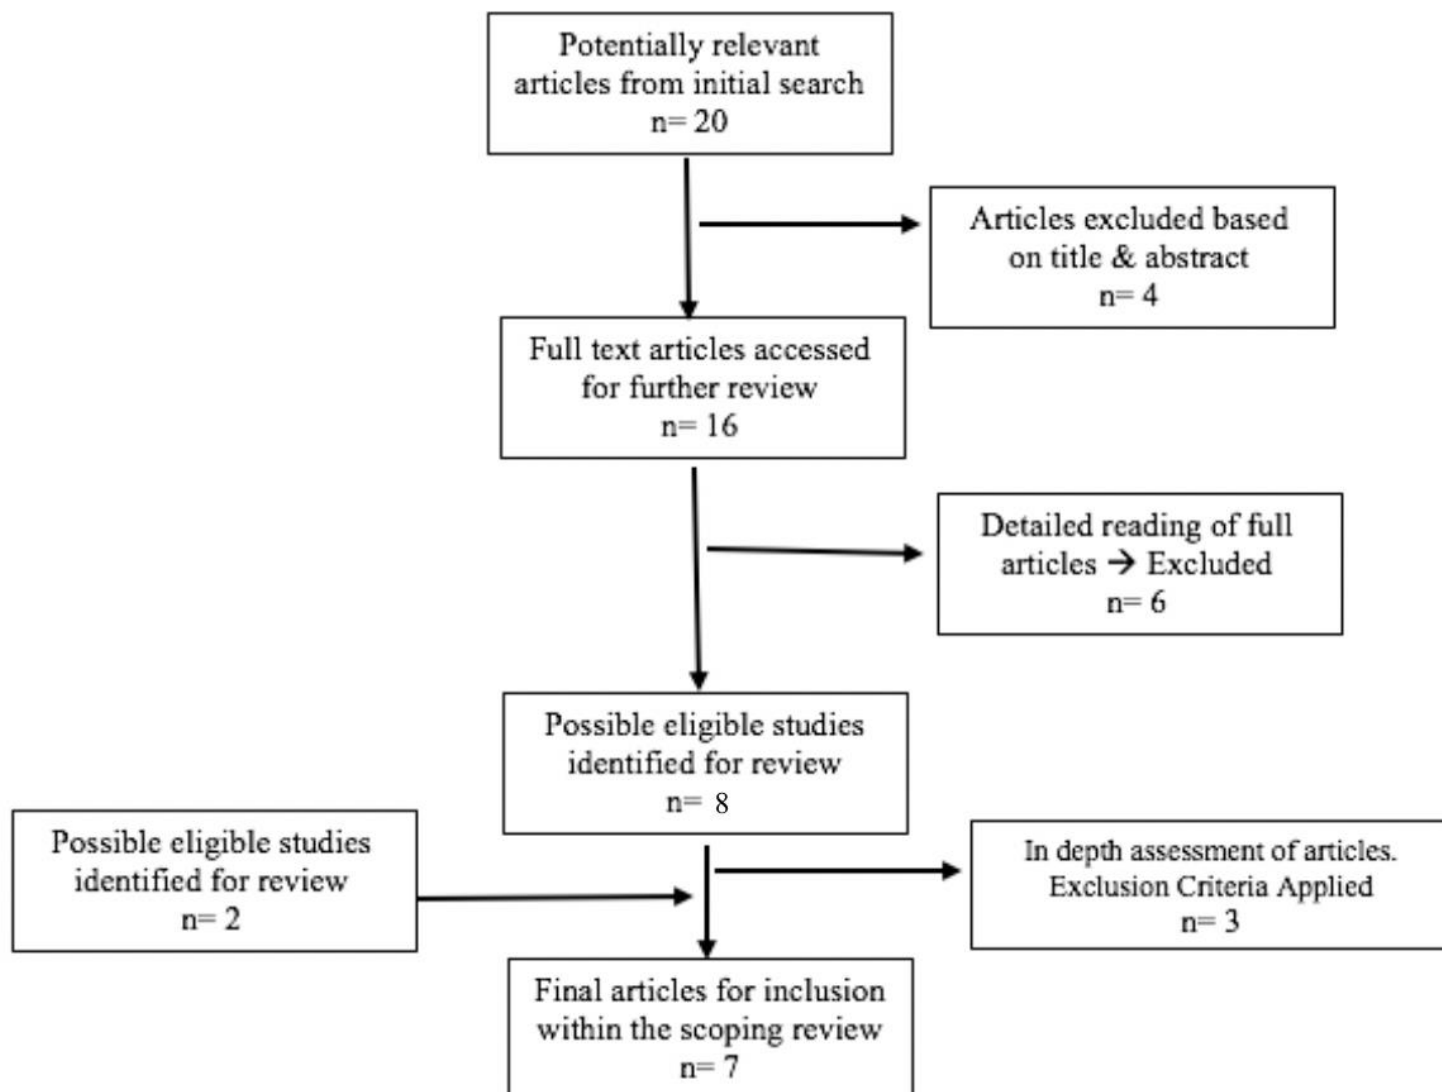 Potentially relevant
articles from initial search
n= 20
Articles excluded based
on title & abstract
n= 4
Full text articles accessed
for further review
n= 16
Detailed reading of full
articles → Excluded
n= 6
Possible eligible studies
identified for review
n= 8
Possible eligible studies
identified for review
n= 2
In depth assessment of articles.
Exclusion Criteria Applied
n= 3
Final articles for inclusion
within the scoping review
n= 7